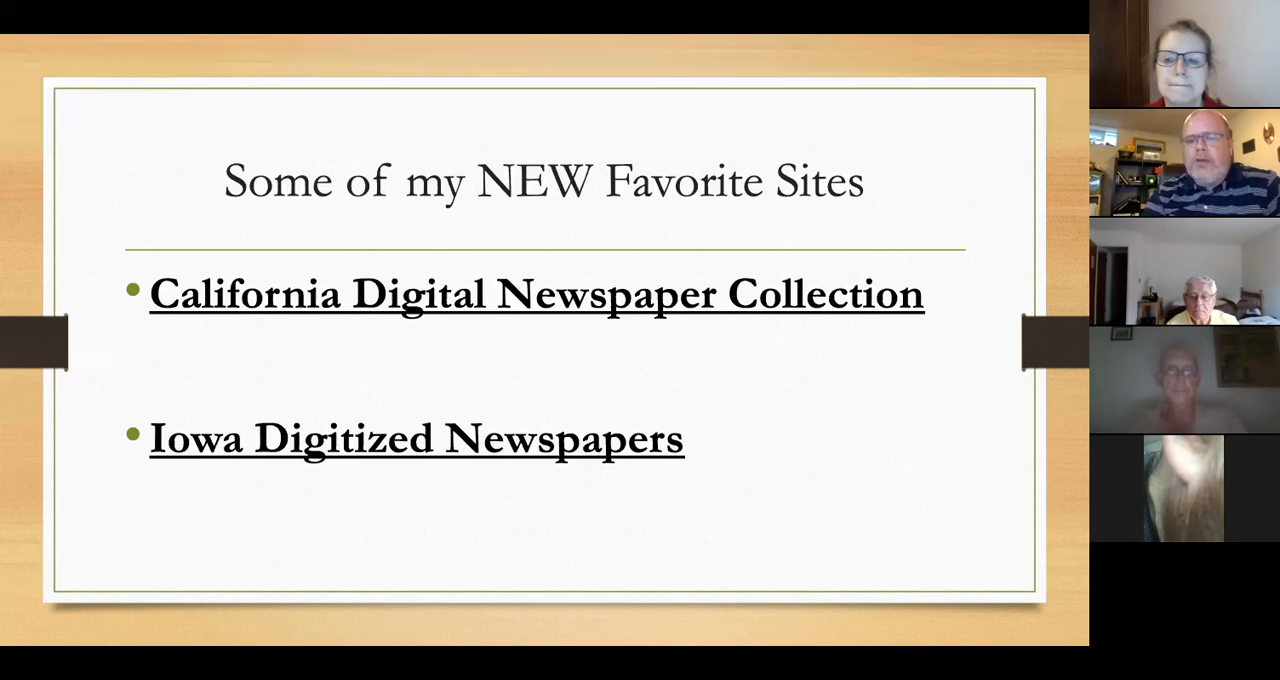 Some of my NEW Favorite Sites
• California Digital Newspaper Collection
• Iowa Digitized Newspapers